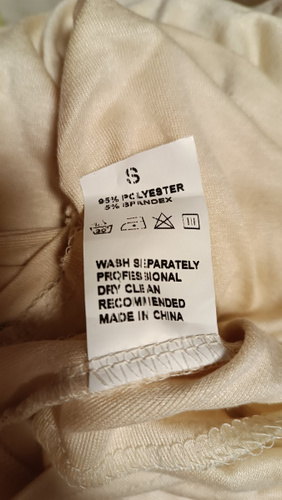 S
95% POLYESTER
5% SPANDEX
WASH SEPARATELY
PROFESSIONAL
DRY CLEAN
RECOMMENDED
MADE IN CHINA